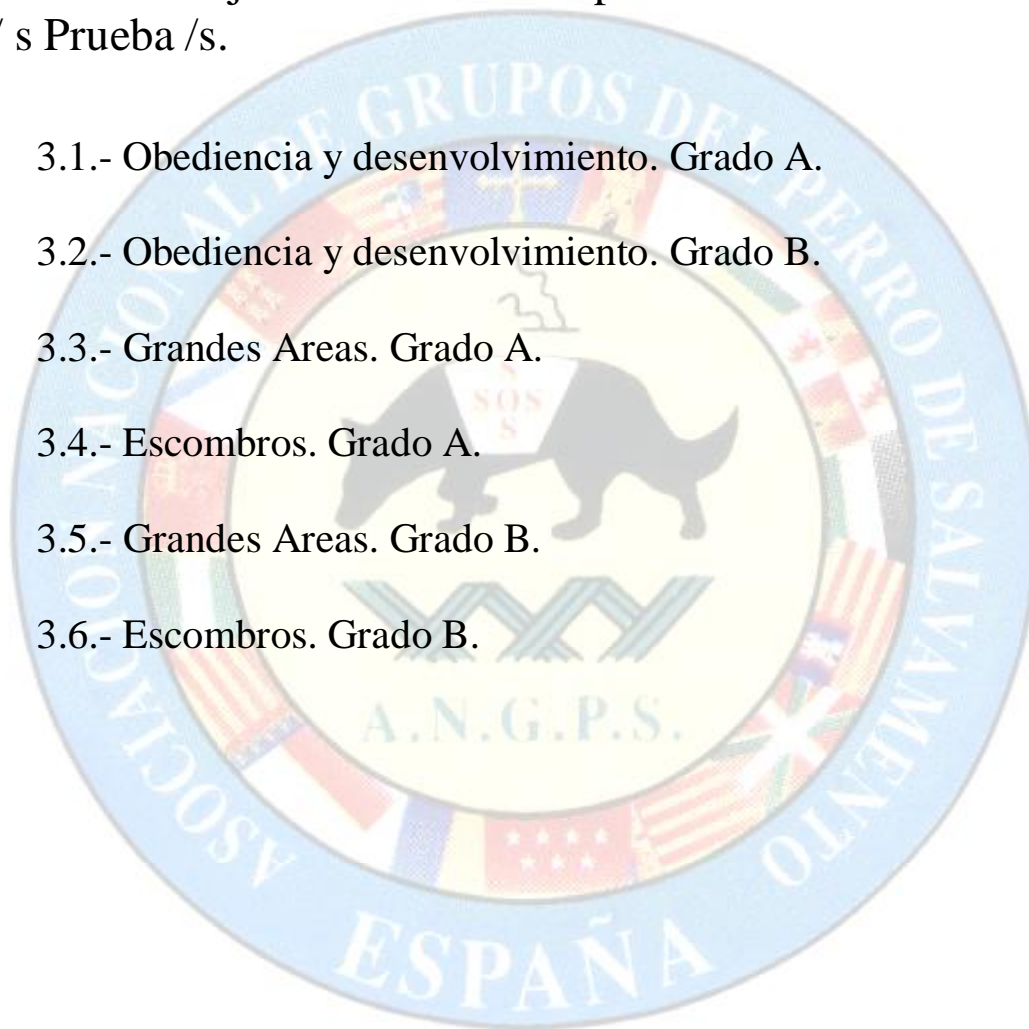 / s Prueba /s.
3.1.- Obediencia y desenvolvimiento. Grado A.
3.2.- Obediencia y desenvolvimiento. Grado B.
3.3.- Grandes Areas. Grado A.
3.4.- Escombros. Grado A.
3.5.- Grandes Areas. Grado B.
3.6.- Escombros. Grado B.
ASOCIACION NACIONAL DE GRUPOS DEL PERRO DE SALVAMENTO
S
SOS
S
A.N.G.P.S.
ESPAÑA